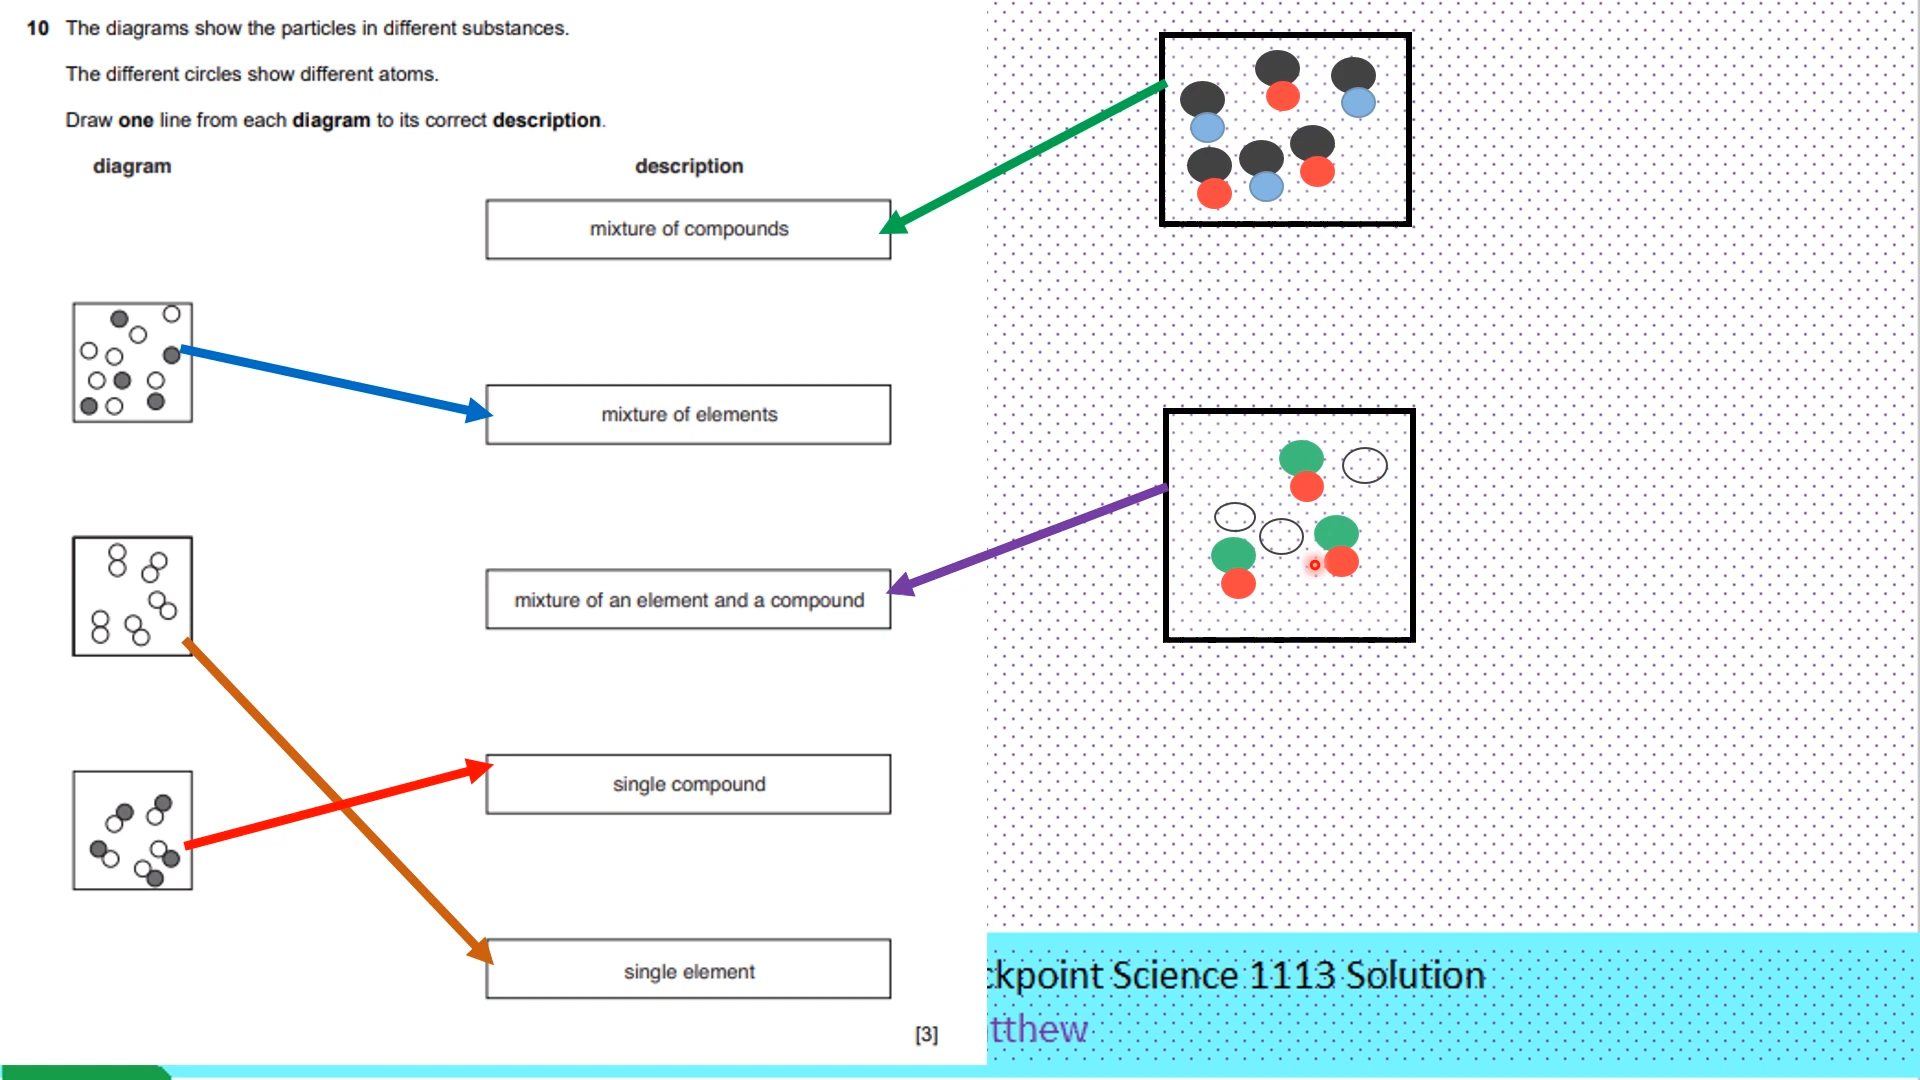 10 The diagrams show the particles in different substances.
The different circles show different atoms.
Draw one line from each diagram to its correct description.
diagram description
mixture of compounds
mixture of elements
mixture of an element and a compound
single compound
single element
[3]
ckpoint Science 1113 Solution
tthew